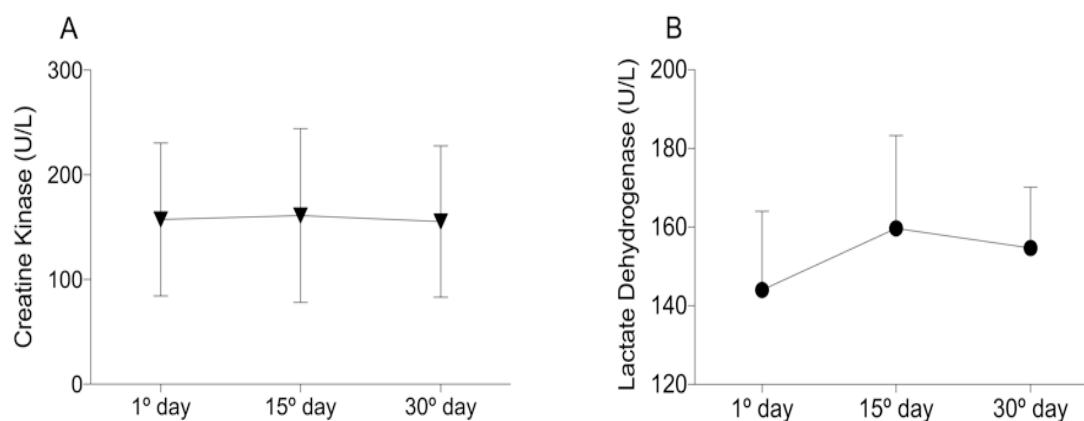 A
Creatine Kinase (U/L)
300
200
100
0
1º day 15º day 30º day
B
Lactate Dehydrogenase (U/L)
200
180
160
140
120
1º day 15º day 30º day